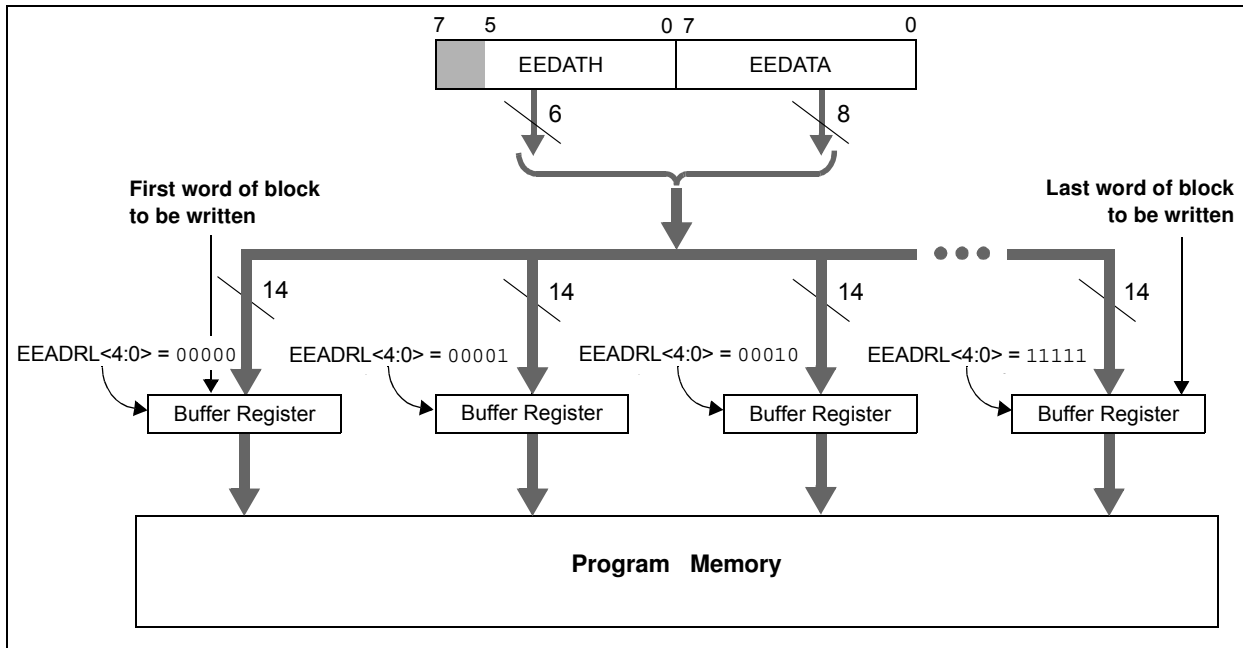 7 5 0 7 0
EEDATH EEDATA
6 8
First word of block
to be written
Last word of block
to be written
14 14 14 14
EEADRL<4:0> = 00000 EEADRL<4:0> = 00001 EEADRL<4:0> = 00010 EEADRL<4:0> = 11111
Buffer Register Buffer Register Buffer Register Buffer Register
Program Memory